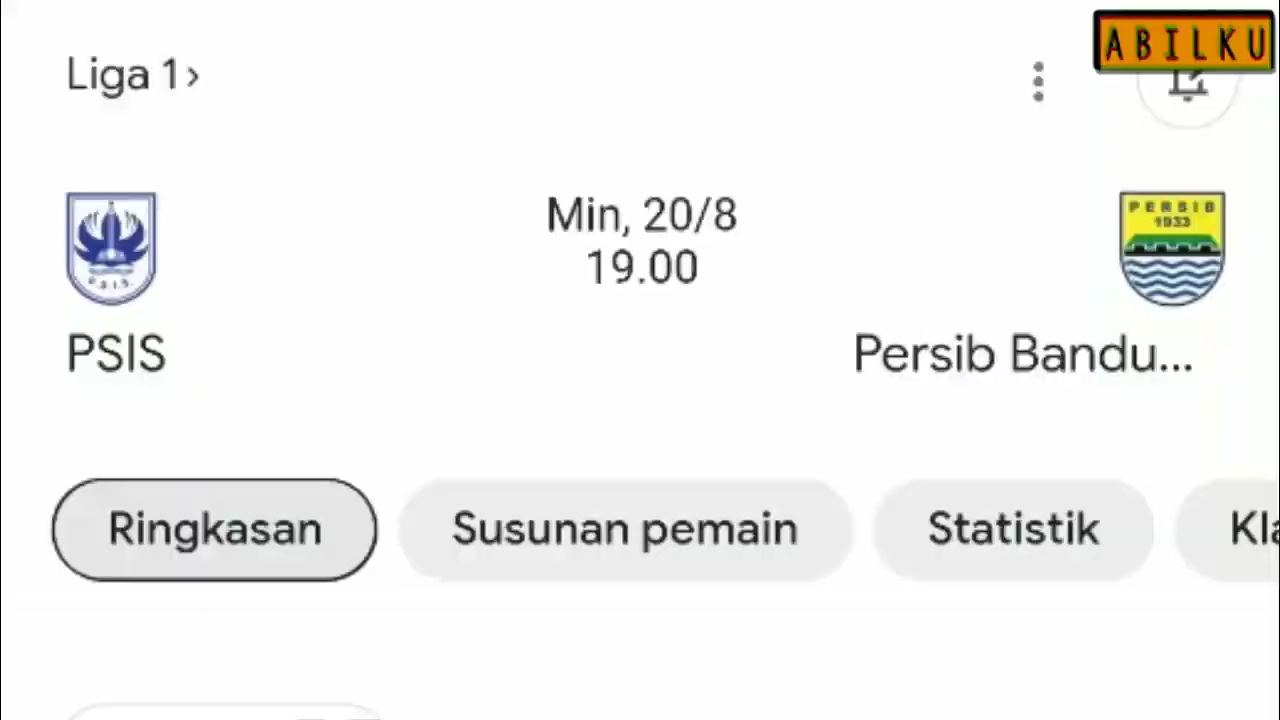 ABILKU
Liga 1
Min, 20/8
19.00
P.S.I.S.
PERSIB
1933
PSIS
Persib Bandu...
Ringkasan
Susunan pemain
Statistik
Kla